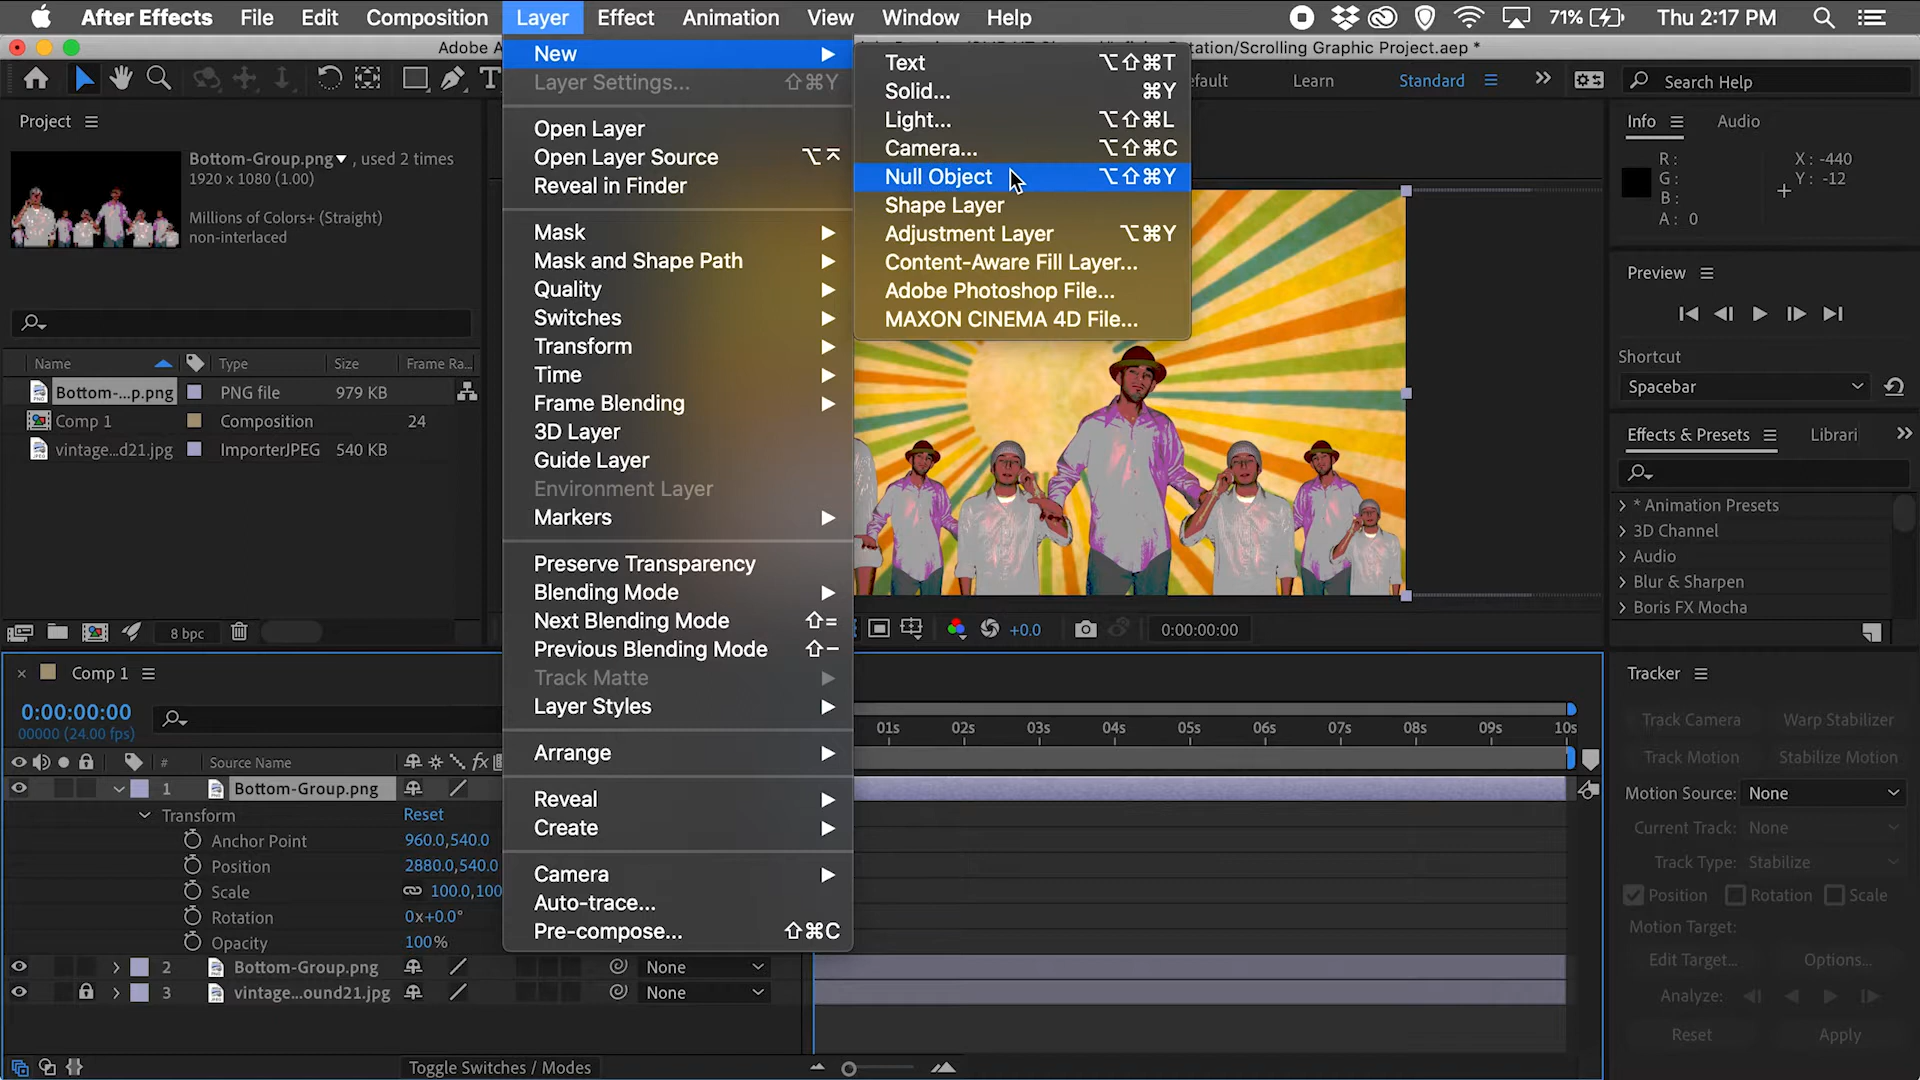 After Effects File Edit Composition Layer Effect Animation View Window Help 71% Thu 2:17 PM
Adobe A
Rotation/Scrolling Graphic Project.aep *
T
efault Learn Standard Search Help
Project
Bottom-Group.png▼ , used 2 times
1920 x 1080 (1.00)
Millions of Colors+ (Straight)
non-interlaced
Name Type Size Frame Ra...
Bottom-...p.png PNG file 979 KB
Comp 1 Composition 24
vintage...d21.jpg ImporterJPEG 540 KB
8 bpc
New
Layer Settings... ⇧⌘Y
Open Layer
Open Layer Source ⌥⌅
Reveal in Finder
Mask
Mask and Shape Path
Quality
Switches
Transform
Time
Frame Blending
3D Layer
Guide Layer
Environment Layer
Markers
Preserve Transparency
Blending Mode
Next Blending Mode ⇧=
Previous Blending Mode ⇧–
Track Matte
Layer Styles
Arrange
Reveal
Create
Camera
Auto-trace...
Pre-compose... ⇧⌘C
Text ⌥⇧⌘T
Solid... ⌘Y
Light... ⌥⇧⌘L
Camera... ⌥⇧⌘C
Null Object ⌥⇧⌘Y
Shape Layer
Adjustment Layer ⌥⌘Y
Content-Aware Fill Layer...
Adobe Photoshop File...
MAXON CINEMA 4D File...
+0.0 0:00:00:00
Info Audio
R:
G:
B:
A: 0
X: -440
Y: -12
Preview
Shortcut
Spacebar
Effects & Presets Librari
* Animation Presets
3D Channel
Audio
Blur & Sharpen
Boris FX Mocha
Comp 1
0:00:00:00
00000 (24.00 fps)
# Source Name fx
01s 02s 03s 04s 05s 06s 07s 08s 09s 10s
1 Bottom-Group.png
Transform Reset
Anchor Point 960.0,540.0
Position 2880.0,540.0
Scale 100.0,100
Rotation 0x+0.0°
Opacity 100%
2 Bottom-Group.png None
3 vintage...ound21.jpg None
Toggle Switches / Modes
Tracker
Track Camera Warp Stabilizer
Track Motion Stabilize Motion
Motion Source: None
Current Track: None
Track Type: Stabilize
Position Rotation Scale
Motion Target:
Edit Target... Options...
Analyze:
Reset Apply